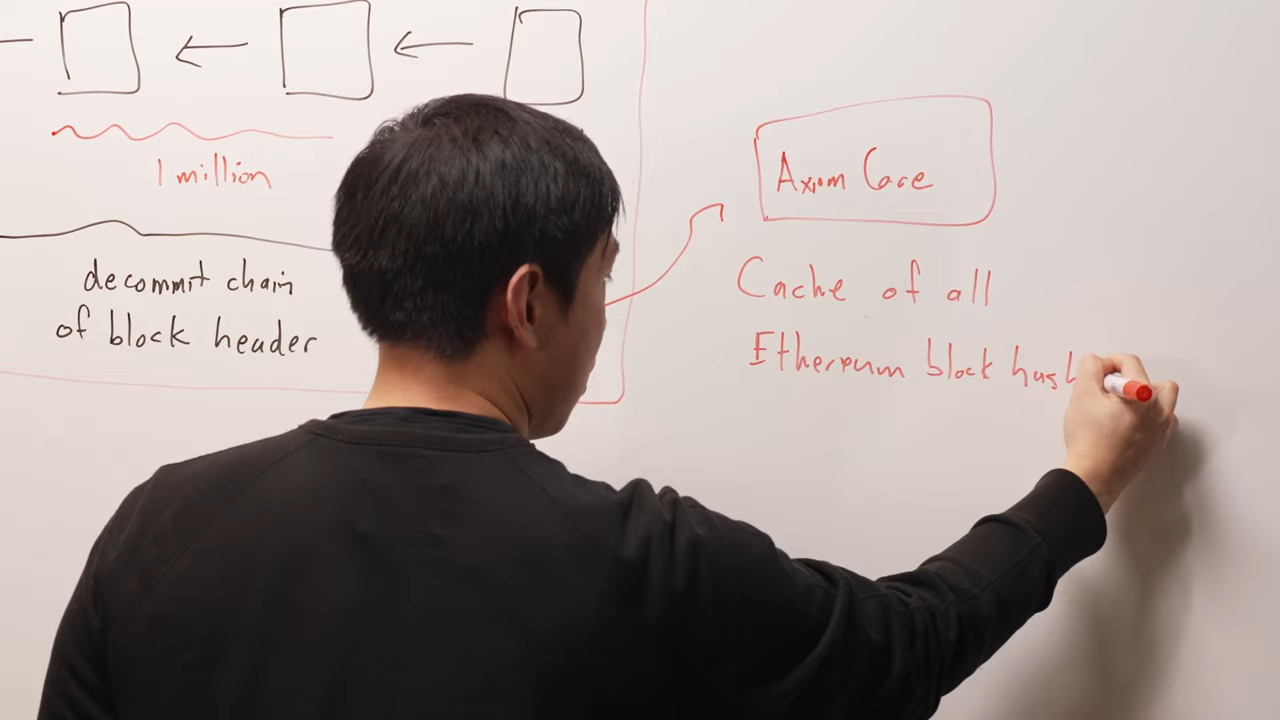 1 million
decommit chain
of block header
Axiom Core
Cache of all
Ethereum block hash